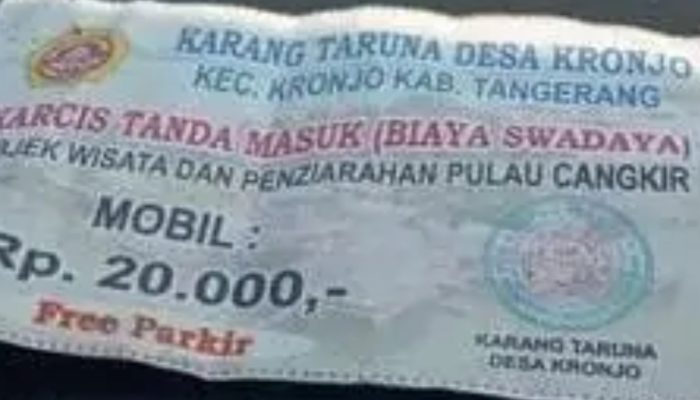 KARANG TARUNA DESA KRONJO
KEC. KRONJO KAB. TANGERANG
KARCIS TANDA MASUK (BIAYA SWADAYA)
JEK WISATA DAN PENZIARAHAN PULAU CANGKIR
MOBIL :
Rp. 20.000,-
Free Parkir
KARANG TARUNA
DESA KRONJO